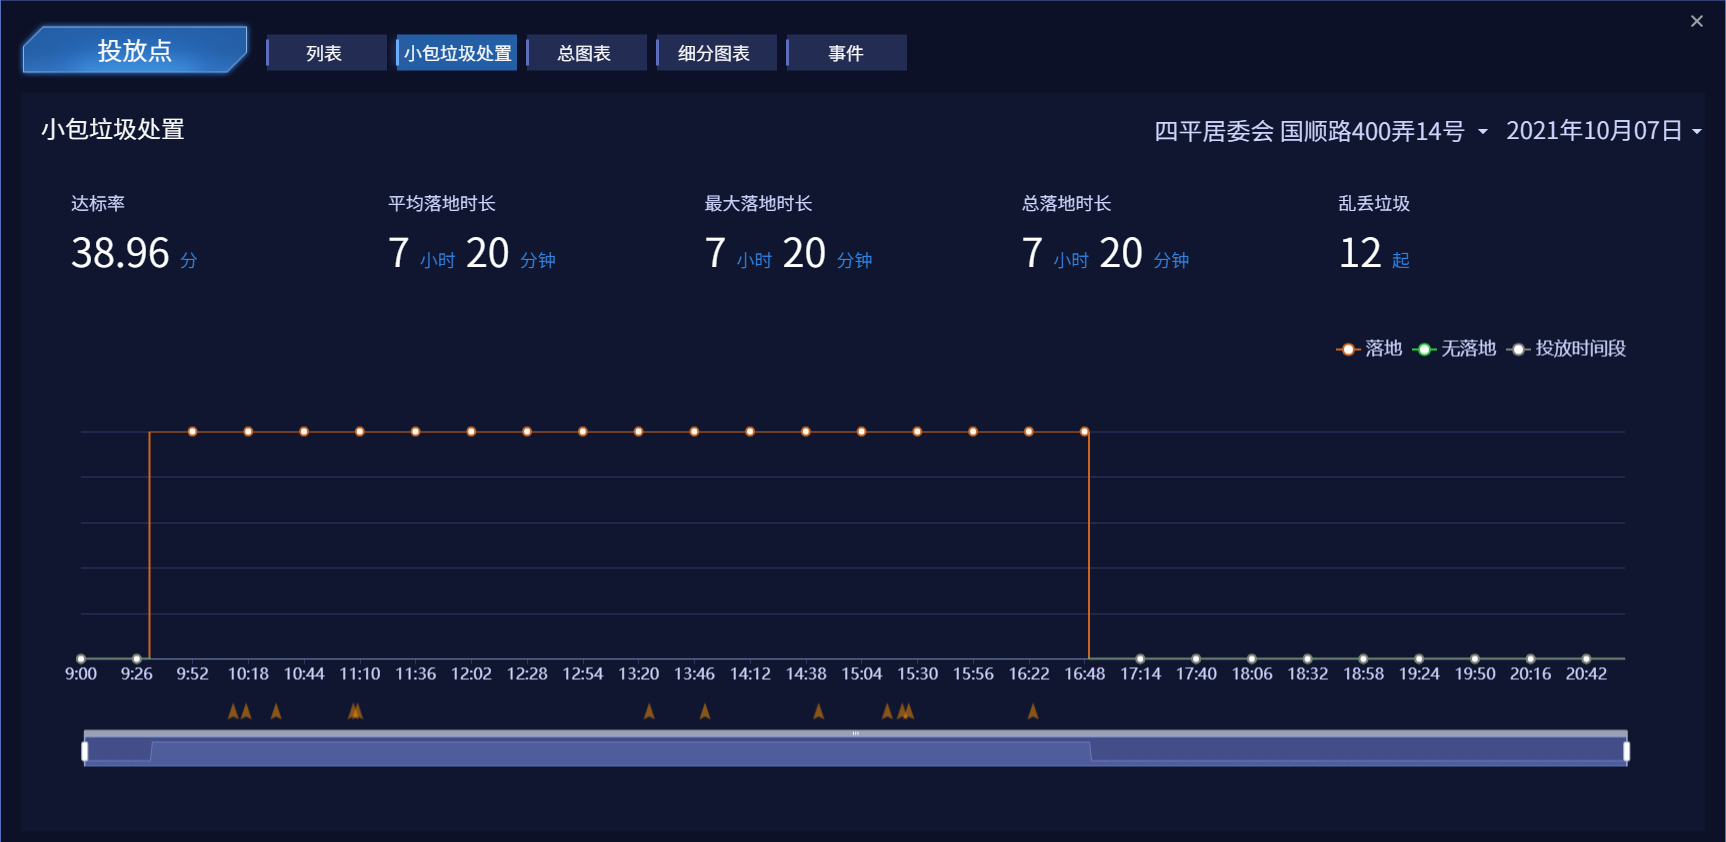 投放点 列表 小包垃圾处置 总图表 细分图表 事件
小包垃圾处置 四平居委会 国顺路400弄14号 2021年10月07日
达标率 平均落地时长 最大落地时长 总落地时长 乱丢垃圾
38.96 分 7 小时 20 分钟 7 小时 20 分钟 7 小时 20 分钟 12 起
落地 无落地 投放时间段
9:00 9:26 9:52 10:18 10:44 11:10 11:36 12:02 12:28 12:54 13:20 13:46 14:12 14:38 15:04 15:30 15:56 16:22 16:48 17:14 17:40 18:06 18:32 18:58 19:24 19:50 20:16 20:42